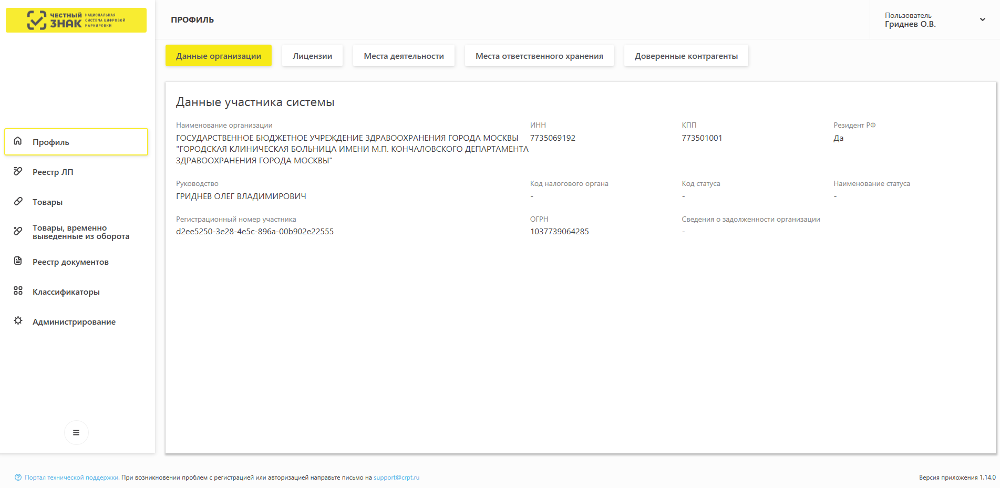 ЧЕСТНЫЙ ЗНАК
НАЦИОНАЛЬНАЯ
СИСТЕМА ЦИФРОВОЙ
МАРКИРОВКИ
ПРОФИЛЬ
Пользователь
Гриднев О.В.
Данные организации
Лицензии
Места деятельности
Места ответственного хранения
Доверенные контрагенты
Профиль
Реестр ЛП
Товары
Товары, временно
выведенные из оборота
Реестр документов
Классификаторы
Администрирование
Данные участника системы
Наименование организации
ГОСУДАРСТВЕННОЕ БЮДЖЕТНОЕ УЧРЕЖДЕНИЕ ЗДРАВООХРАНЕНИЯ ГОРОДА МОСКВЫ
"ГОРОДСКАЯ КЛИНИЧЕСКАЯ БОЛЬНИЦА ИМЕНИ М.П. КОНЧАЛОВСКОГО ДЕПАРТАМЕНТА
ЗДРАВООХРАНЕНИЯ ГОРОДА МОСКВЫ"
ИНН
7735069192
КПП
773501001
Резидент РФ
Да
Руководство
ГРИДНЕВ ОЛЕГ ВЛАДИМИРОВИЧ
Код налогового органа
-
Код статуса
-
Наименование статуса
-
Регистрационный номер участника
d2ee5250-3e28-4e5c-896a-00b902e22555
ОГРН
1037739064285
Сведения о задолженности организации
-
Портал технической поддержки. При возникновении проблем с регистрацией или авторизацией направьте письмо на support@crpt.ru
Версия приложения 1.14.0